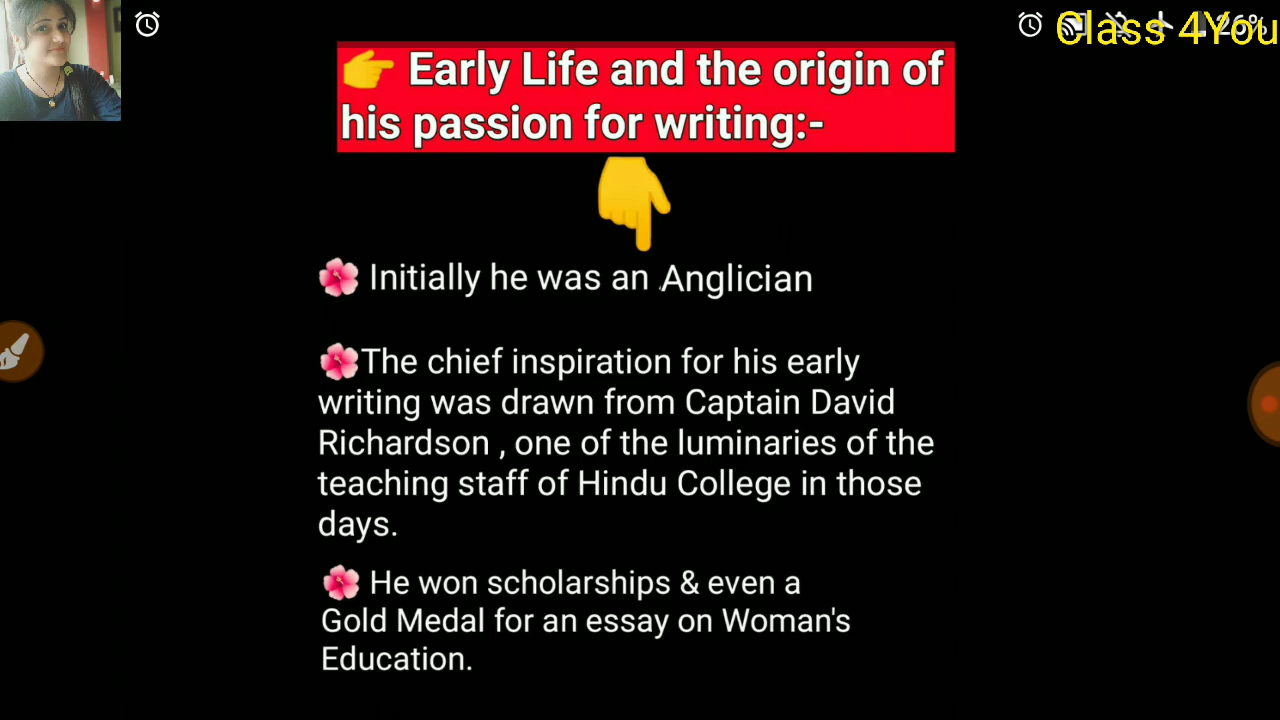 Class 4You
26%
👉 Early Life and the origin of
his passion for writing:-
Initially he was an Anglician
The chief inspiration for his early
writing was drawn from Captain David
Richardson , one of the luminaries of the
teaching staff of Hindu College in those
days.
He won scholarships & even a
Gold Medal for an essay on Woman's
Education.